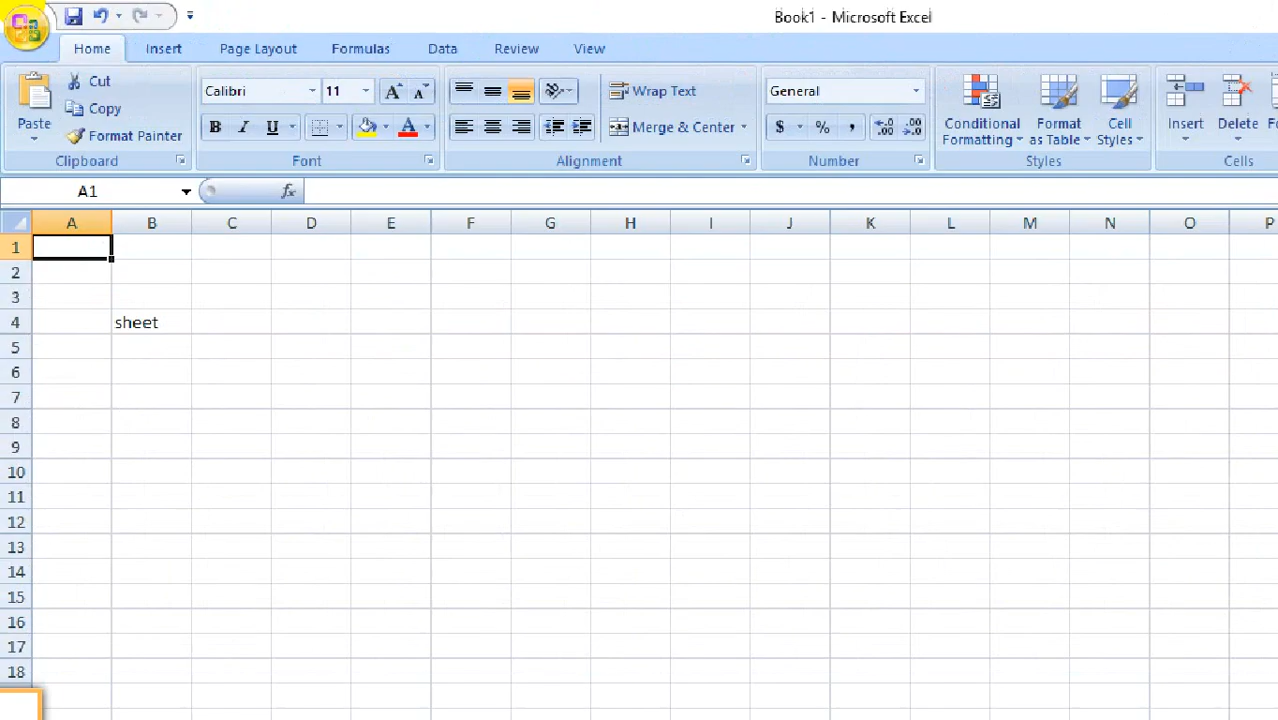 Book1 - Microsoft Excel
Home Insert Page Layout Formulas Data Review View
Paste
Cut
Copy
Format Painter
Clipboard
Calibri 11
B I U
Font
Wrap Text
Merge & Center
Alignment
General
$ % ,
Number
Conditional Formatting
Format as Table
Cell Styles
Styles
Insert
Delete
Cells
A1 fx
A B C D E F G H I J K L M N O P
1
2
3
4 sheet
5
6
7
8
9
10
11
12
13
14
15
16
17
18